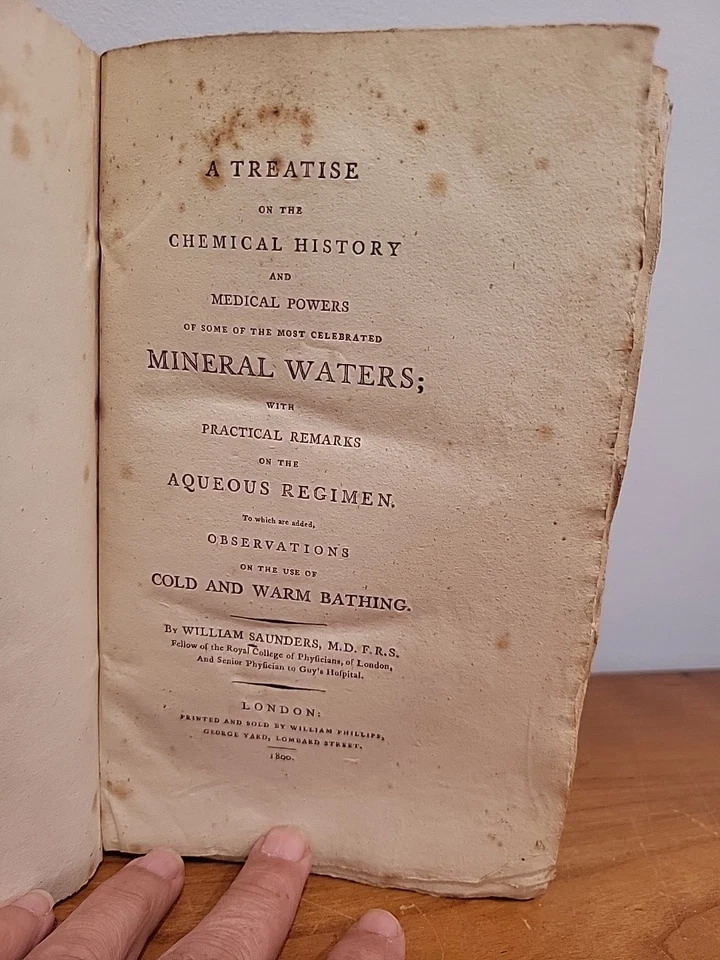 A TREATISE
ON THE
CHEMICAL HISTORY
AND
MEDICAL POWERS
OF SOME OF THE MOST CELEBRATED
MINERAL WATERS;
WITH
PRACTICAL REMARKS
ON THE
AQUEOUS REGIMEN.
To which are added,
OBSERVATIONS
ON THE USE OF
COLD AND WARM BATHING.
By WILLIAM SAUNDERS, M.D. F.R.S.
Fellow of the Royal College of Phyſicians, of London,
And Senior Phyſician to Guy's Hoſpital.
LONDON:
PRINTED AND SOLD BY WILLIAM PHILLIPS,
GEORGE YARD, LOMBARD STREET.
1800.